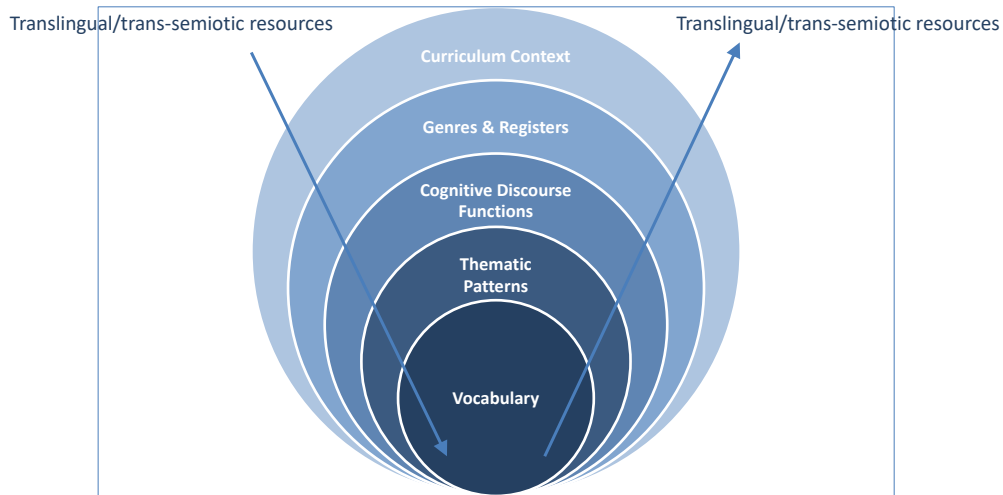 Translingual/trans-semiotic resources
Translingual/trans-semiotic resources
Curriculum Context
Genres & Registers
Cognitive Discourse
Functions
Thematic
Patterns
Vocabulary